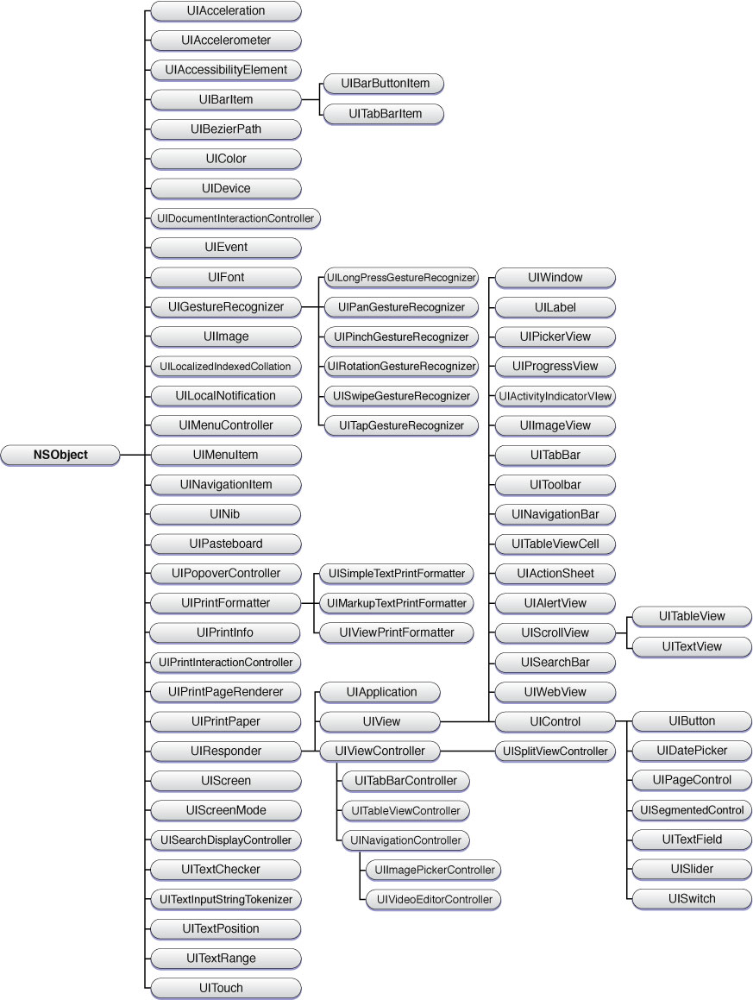 NSObject
UIAcceleration
UIAccelerometer
UIAccessibilityElement
UIBarItem
UIBarButtonItem
UITabBarItem
UIBezierPath
UIColor
UIDevice
UIDocumentInteractionController
UIEvent
UIFont
UIGestureRecognizer
UILongPressGestureRecognizer
UIPanGestureRecognizer
UIPinchGestureRecognizer
UIRotationGestureRecognizer
UISwipeGestureRecognizer
UITapGestureRecognizer
UIImage
UILocalizedIndexedCollation
UILocalNotification
UIMenuController
UIMenuItem
UINavigationItem
UINib
UIPasteboard
UIPopoverController
UIPrintFormatter
UISimpleTextPrintFormatter
UIMarkupTextPrintFormatter
UIViewPrintFormatter
UIPrintInfo
UIPrintInteractionController
UIPrintPageRenderer
UIPrintPaper
UIResponder
UIApplication
UIView
UIWindow
UILabel
UIPickerView
UIProgressView
UIActivityIndicatorVIew
UIImageView
UITabBar
UIToolbar
UINavigationBar
UITableViewCell
UIActionSheet
UIAlertView
UIScrollView
UITableView
UITextView
UISearchBar
UIWebView
UIControl
UIButton
UIDatePicker
UIPageControl
UISegmentedControl
UITextField
UISlider
UISwitch
UIViewController
UISplitViewController
UITabBarController
UITableViewController
UINavigationController
UIImagePickerController
UIVideoEditorController
UIScreen
UIScreenMode
UISearchDisplayController
UITextChecker
UITextInputStringTokenizer
UITextPosition
UITextRange
UITouch